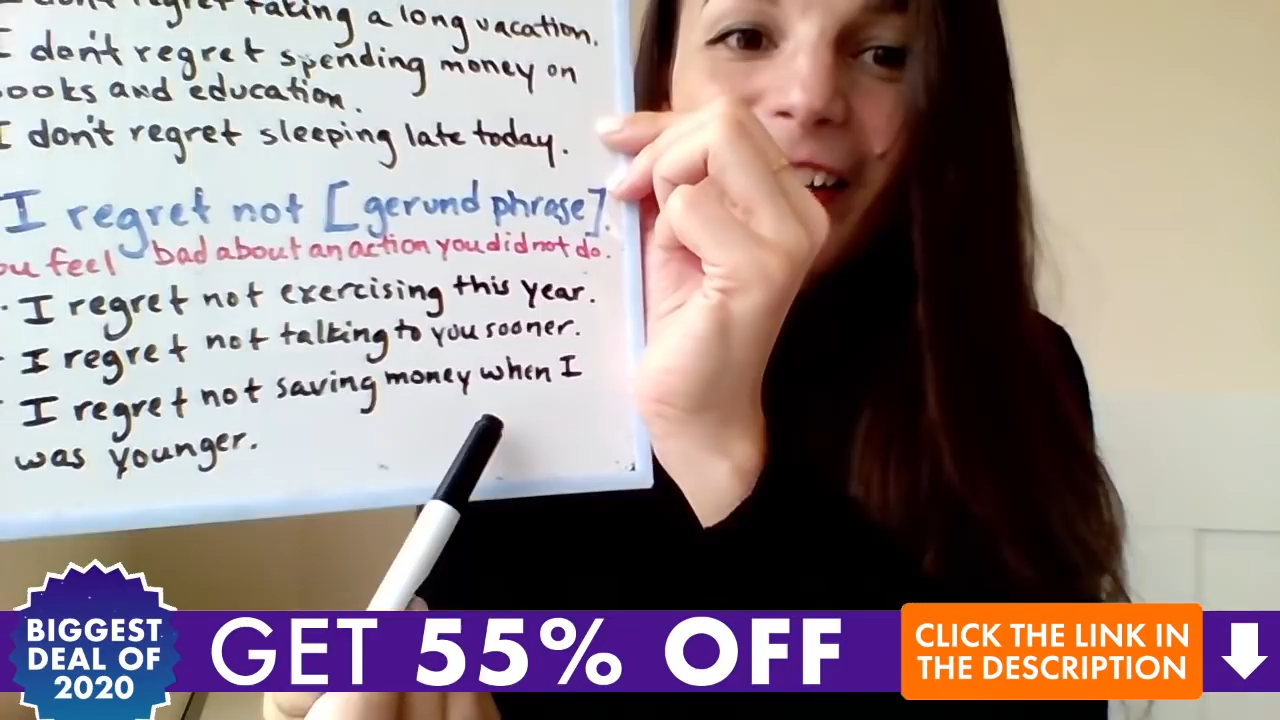 I don't regret taking a long vacation.
I don't regret spending money on
ooks and education.
I don't regret sleeping late today.
I regret not [gerund phrase].
ou feel bad about an action you did not do.
· I regret not exercising this year.
· I regret not talking to you sooner.
· I regret not saving money when I
was younger.
BIGGEST
DEAL OF
2020
GET 55% OFF
CLICK THE LINK IN
THE DESCRIPTION